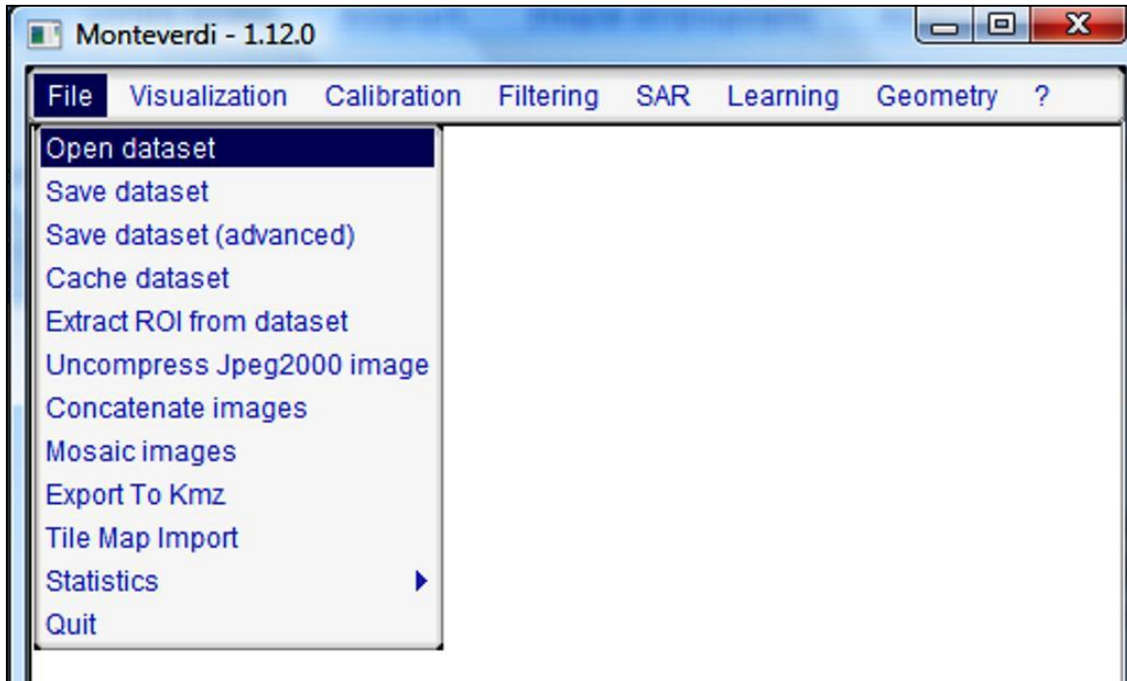 Monteverdi - 1.12.0
File Visualization Calibration Filtering SAR Learning Geometry ?
Open dataset
Save dataset
Save dataset (advanced)
Cache dataset
Extract ROI from dataset
Uncompress Jpeg2000 image
Concatenate images
Mosaic images
Export To Kmz
Tile Map Import
Statistics
Quit